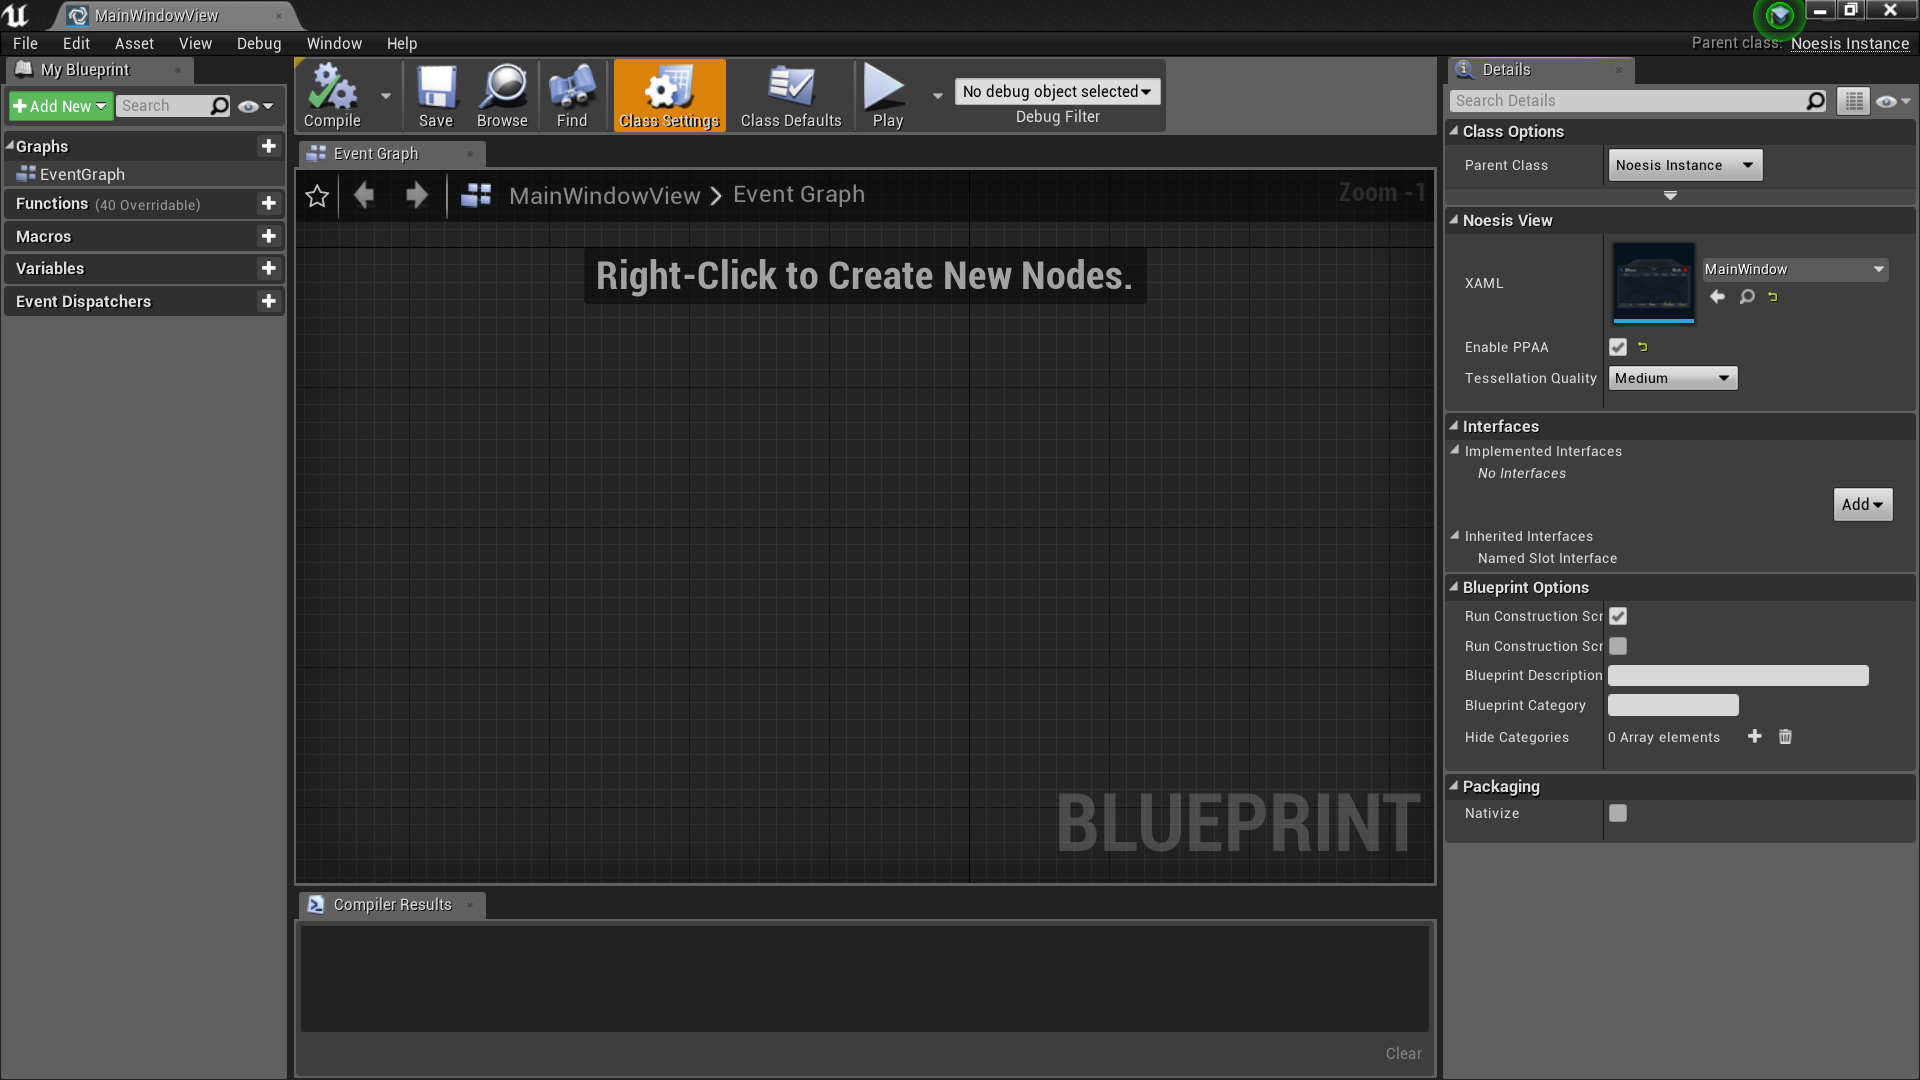 MainWindowView
File Edit Asset View Debug Window Help
Parent class: Noesis Instance
My Blueprint
Add New Search
Graphs
EventGraph
Functions (40 Overridable)
Macros
Variables
Event Dispatchers
Compile Save Browse Find Class Settings Class Defaults Play
No debug object selected
Debug Filter
Event Graph
MainWindowView > Event Graph
Zoom -1
Right-Click to Create New Nodes.
BLUEPRINT
Compiler Results
Clear
Details
Search Details
Class Options
Parent Class Noesis Instance
Noesis View
XAML MainWindow
Enable PPAA
Tessellation Quality Medium
Interfaces
Implemented Interfaces
No Interfaces
Add
Inherited Interfaces
Named Slot Interface
Blueprint Options
Run Construction Scr
Run Construction Scr
Blueprint Description
Blueprint Category
Hide Categories 0 Array elements
Packaging
Nativize